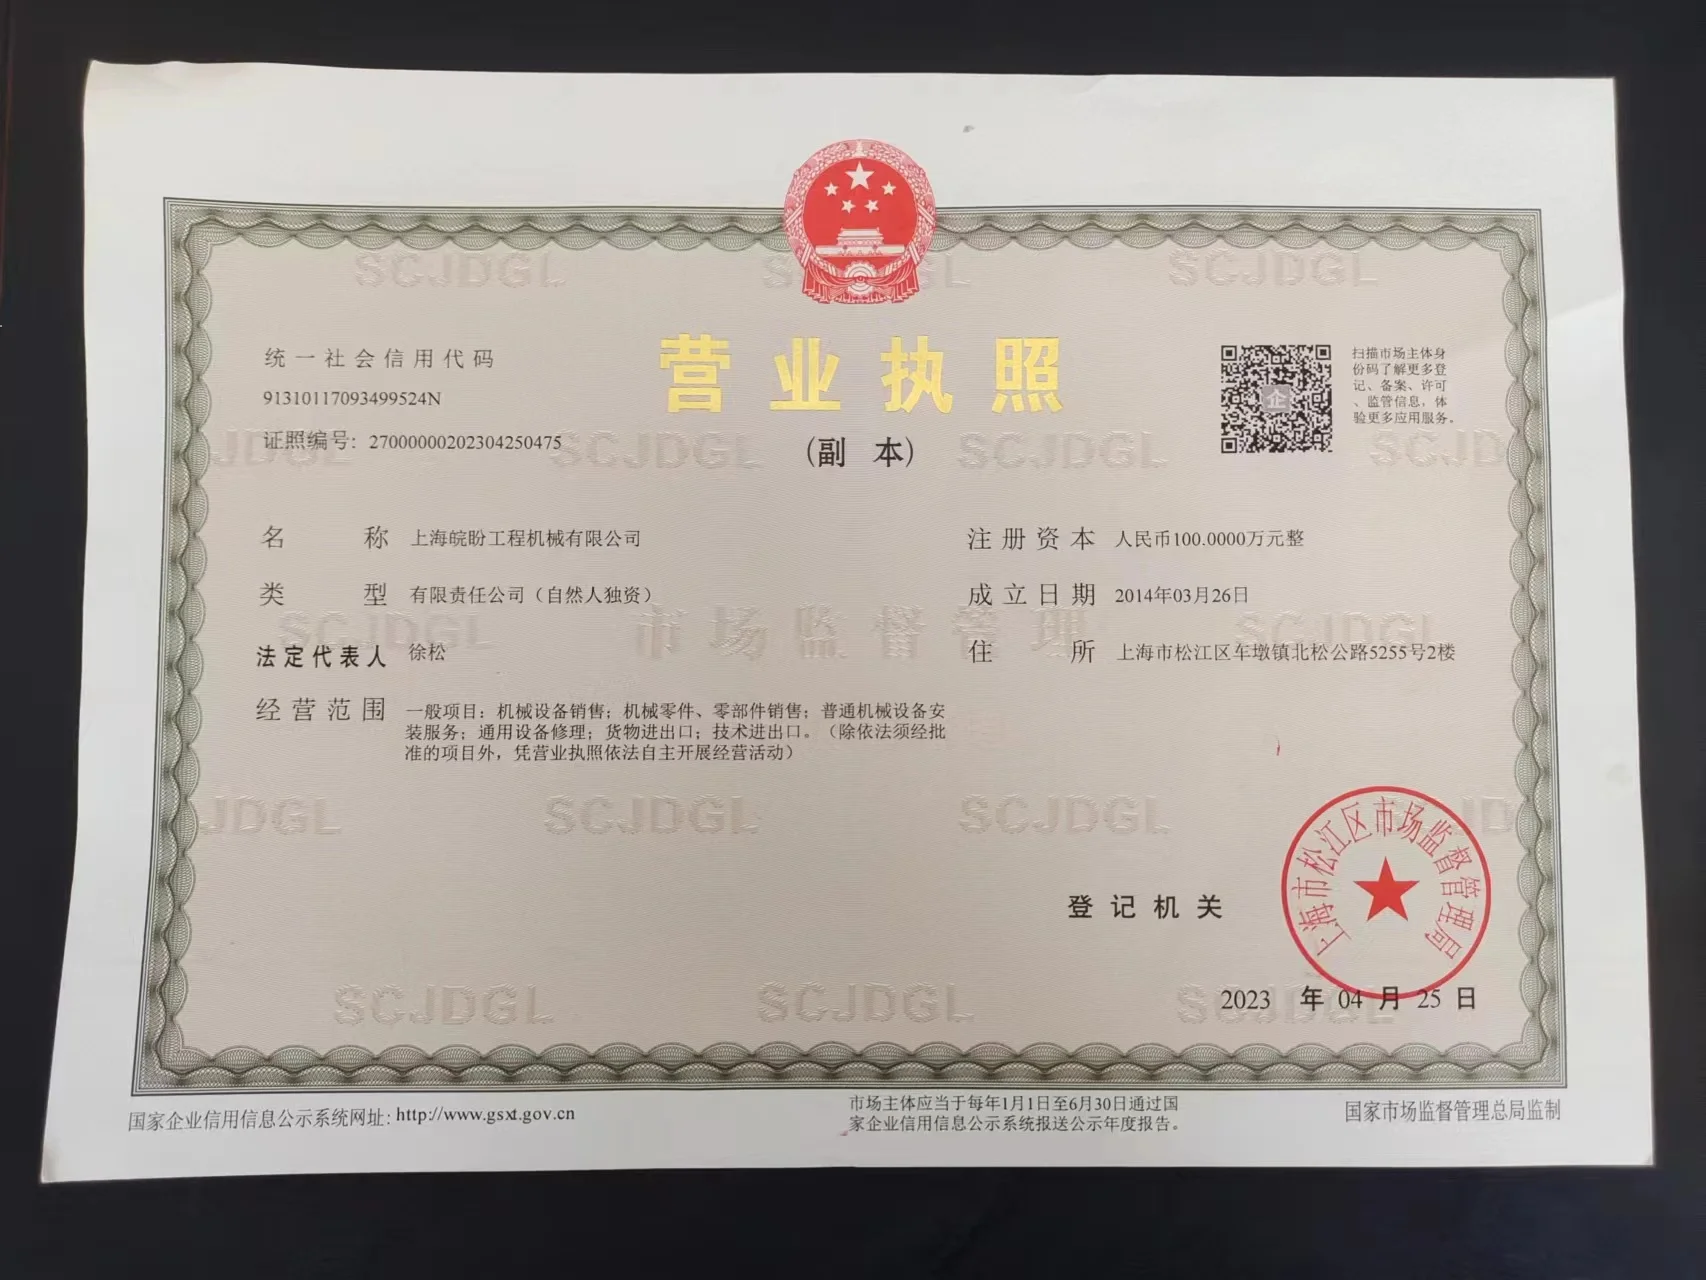 统一社会信用代码
91310117093499524N
证照编号：27000000202304250475
营业执照
(副 本)
扫描市场主体身
份码了解更多登
记、备案、许可
、监管信息，体
验更多应用服务。
名 称 上海皖盼工程机械有限公司
类 型 有限责任公司（自然人独资）
法定代表人 徐松
经营范围 一般项目：机械设备销售；机械零件、零部件销售；普通机械设备安
装服务；通用设备修理；货物进出口；技术进出口。（除依法须经批
准的项目外，凭营业执照依法自主开展经营活动）
注册资本 人民币100.0000万元整
成立日期 2014年03月26日
住 所 上海市松江区车墩镇北松公路5255号2楼
登记机关
上海市松江区市场监督管理局
2023 年 04 月 25 日
国家企业信用信息公示系统网址：http://www.gsxt.gov.cn
市场主体应当于每年1月1日至6月30日通过国
家企业信用信息公示系统报送公示年度报告。
国家市场监督管理总局监制
SCJDGL
市场监督管理